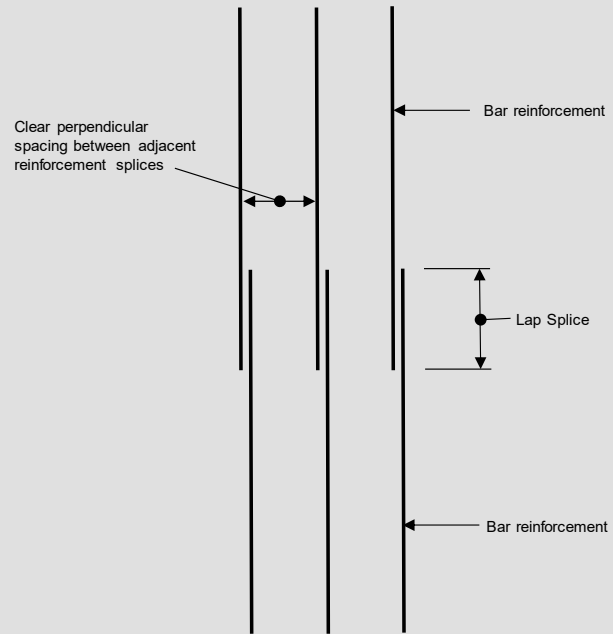 Bar reinforcement
Clear perpendicular
spacing between adjacent
reinforcement splices
Lap Splice
Bar reinforcement